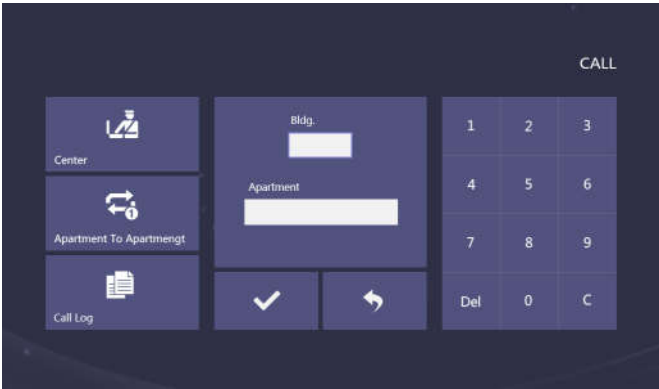 CALL
Center
Apartment To Apartmengt
1
Call Log
Bldg.
Apartment
1 2 3
4 5 6
7 8 9
Del 0 C